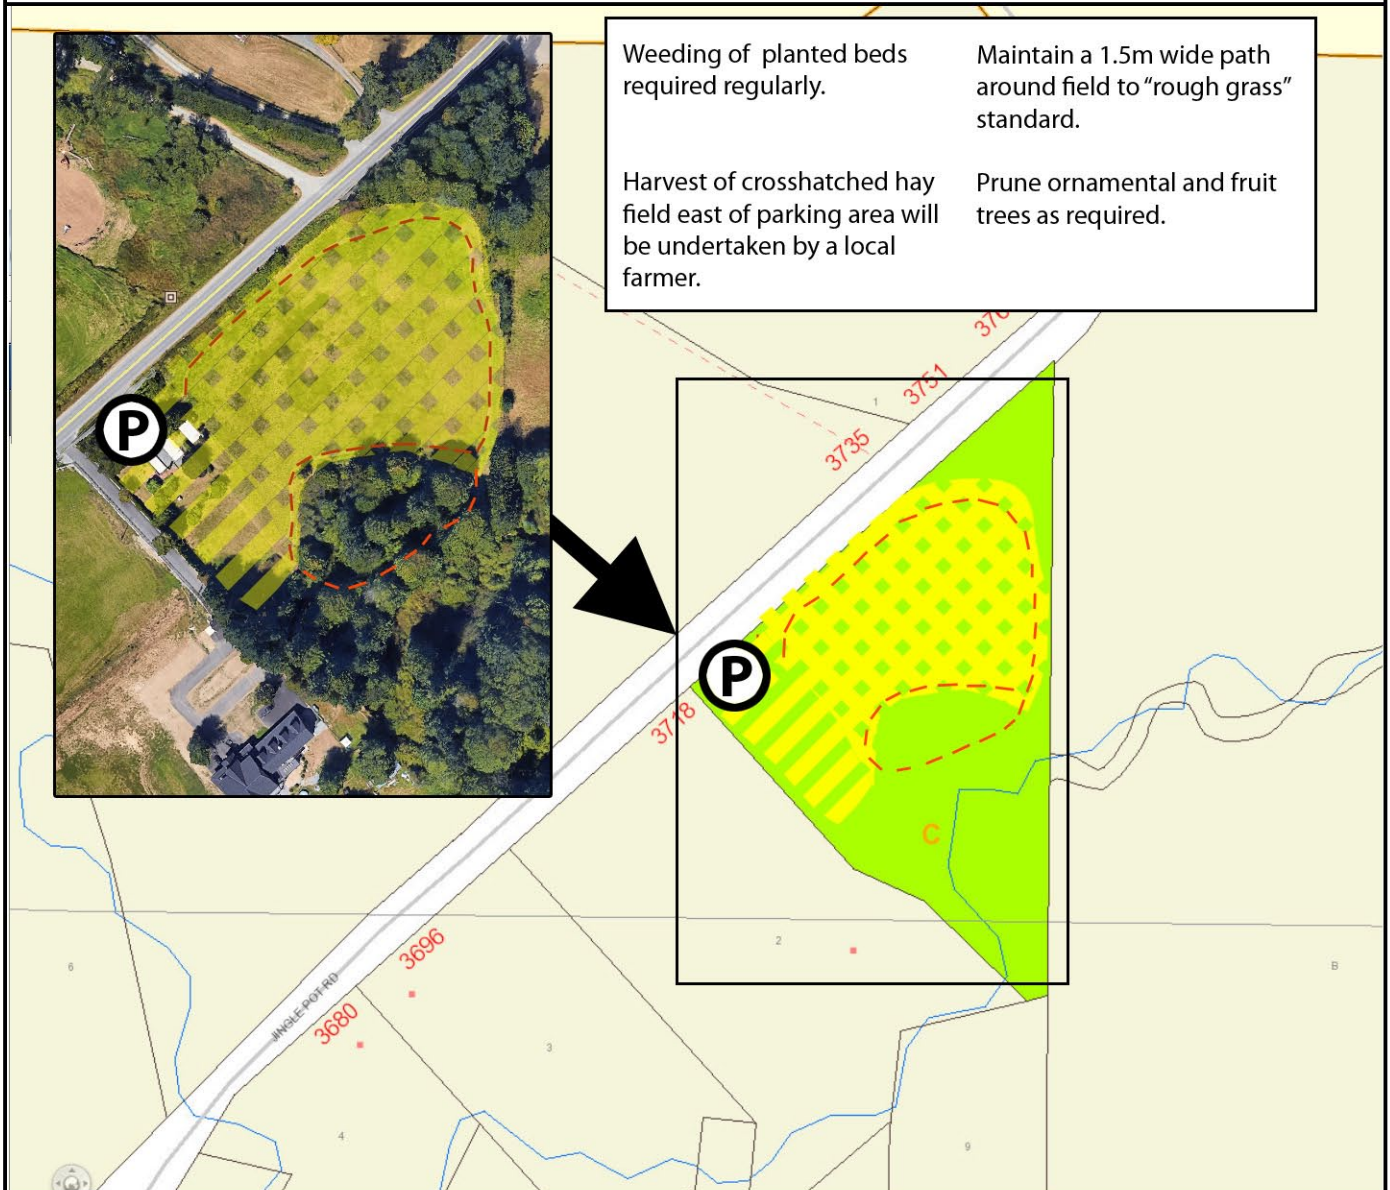 Weeding of planted beds
required regularly.
Harvest of crosshatched hay
field east of parking area will
be undertaken by a local
farmer.
Maintain a 1.5m wide path
around field to “rough grass”
standard.
Prune ornamental and fruit
trees as required.
P
1
3751
3735
P
3718
C
2
B
6
3696
JINGLE POT RD
3680
3
4
9